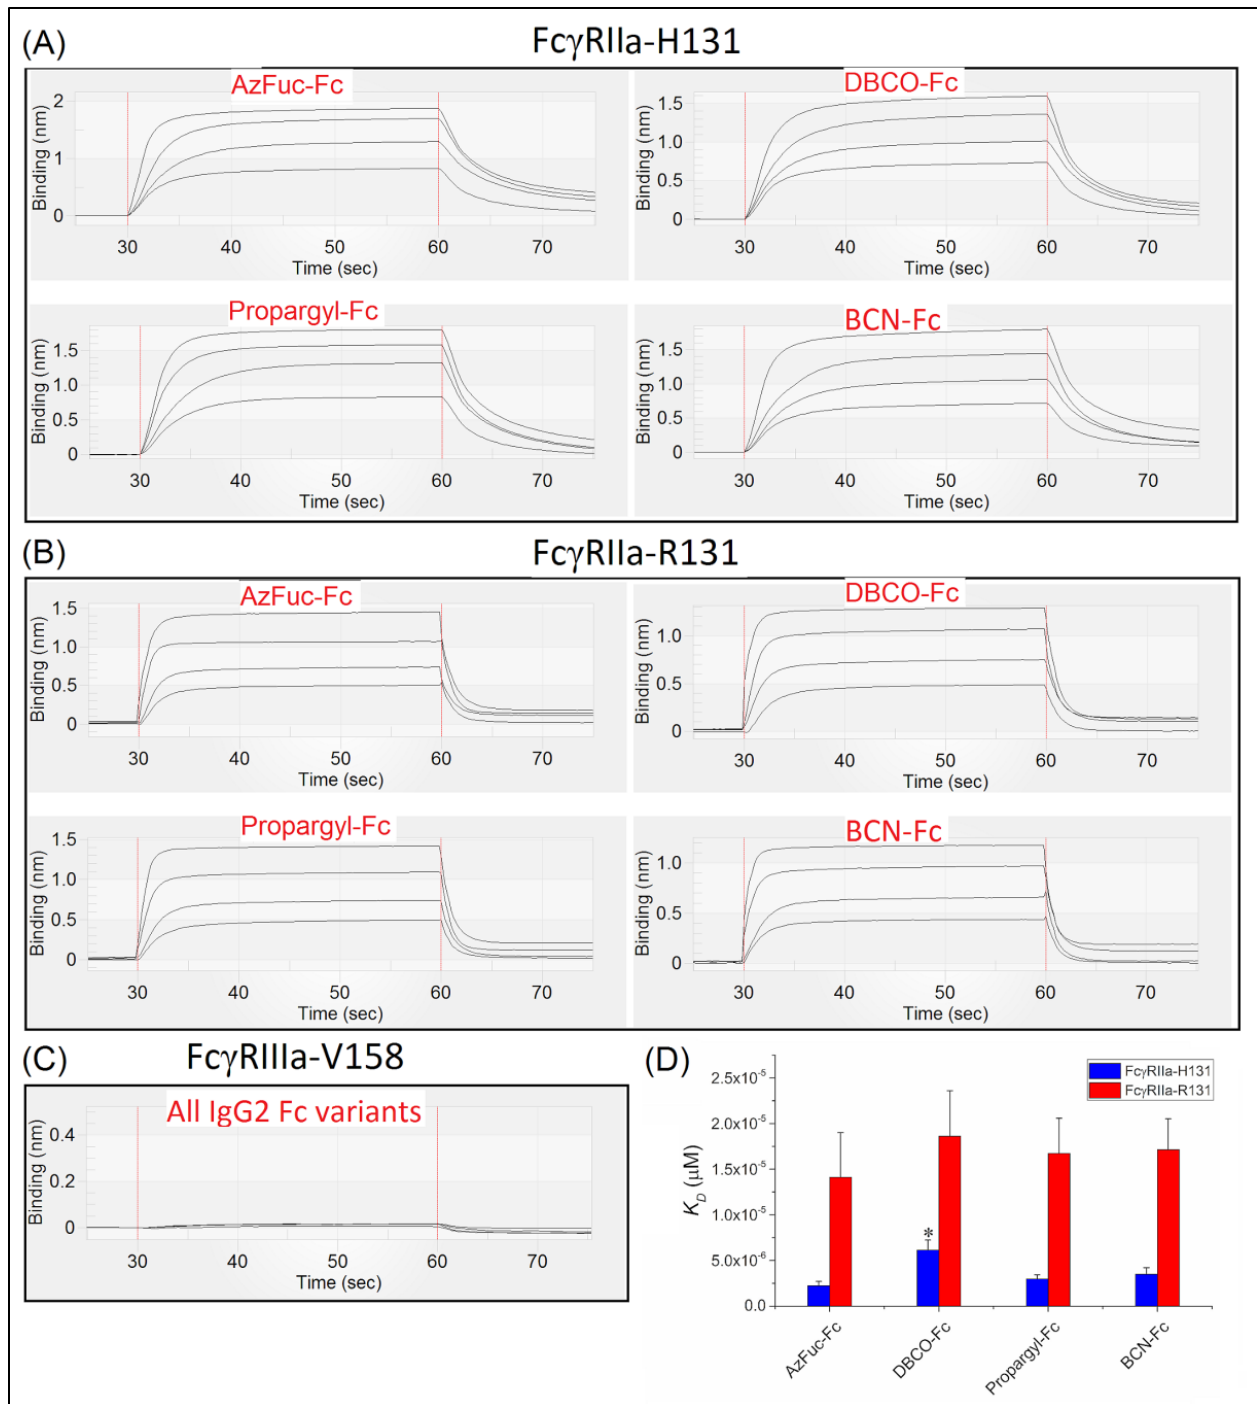 (A)
FcγRIIa-H131
AzFuc-Fc
Binding (nm)
2
1
0
30 40 50 60 70
Time (sec)
DBCO-Fc
Binding (nm)
1.5
1.0
0.5
0
30 40 50 60 70
Time (sec)
Propargyl-Fc
Binding (nm)
1.5
1.0
0.5
0
30 40 50 60 70
Time (sec)
BCN-Fc
Binding (nm)
1.5
1.0
0.5
0
30 40 50 60 70
Time (sec)
(B)
FcγRIIa-R131
AzFuc-Fc
Binding (nm)
1.5
1.0
0.5
0
30 40 50 60 70
Time (sec)
DBCO-Fc
Binding (nm)
1.0
0.5
0
30 40 50 60 70
Time (sec)
Propargyl-Fc
Binding (nm)
1.5
1.0
0.5
0
30 40 50 60 70
Time (sec)
BCN-Fc
Binding (nm)
1.0
0.5
0
30 40 50 60 70
Time (sec)
(C)
FcγRIIIa-V158
All IgG2 Fc variants
Binding (nm)
0.4
0.2
0
30 40 50 60 70
Time (sec)
(D)
FcγRIIa-H131
FcγRIIa-R131
K_D (μM)
2.5x10⁻⁵
2.0x10⁻⁵
1.5x10⁻⁵
1.0x10⁻⁵
5.0x10⁻⁶
0.0
*
AzFuc-Fc
DBCO-Fc
Propargyl-Fc
BCN-Fc